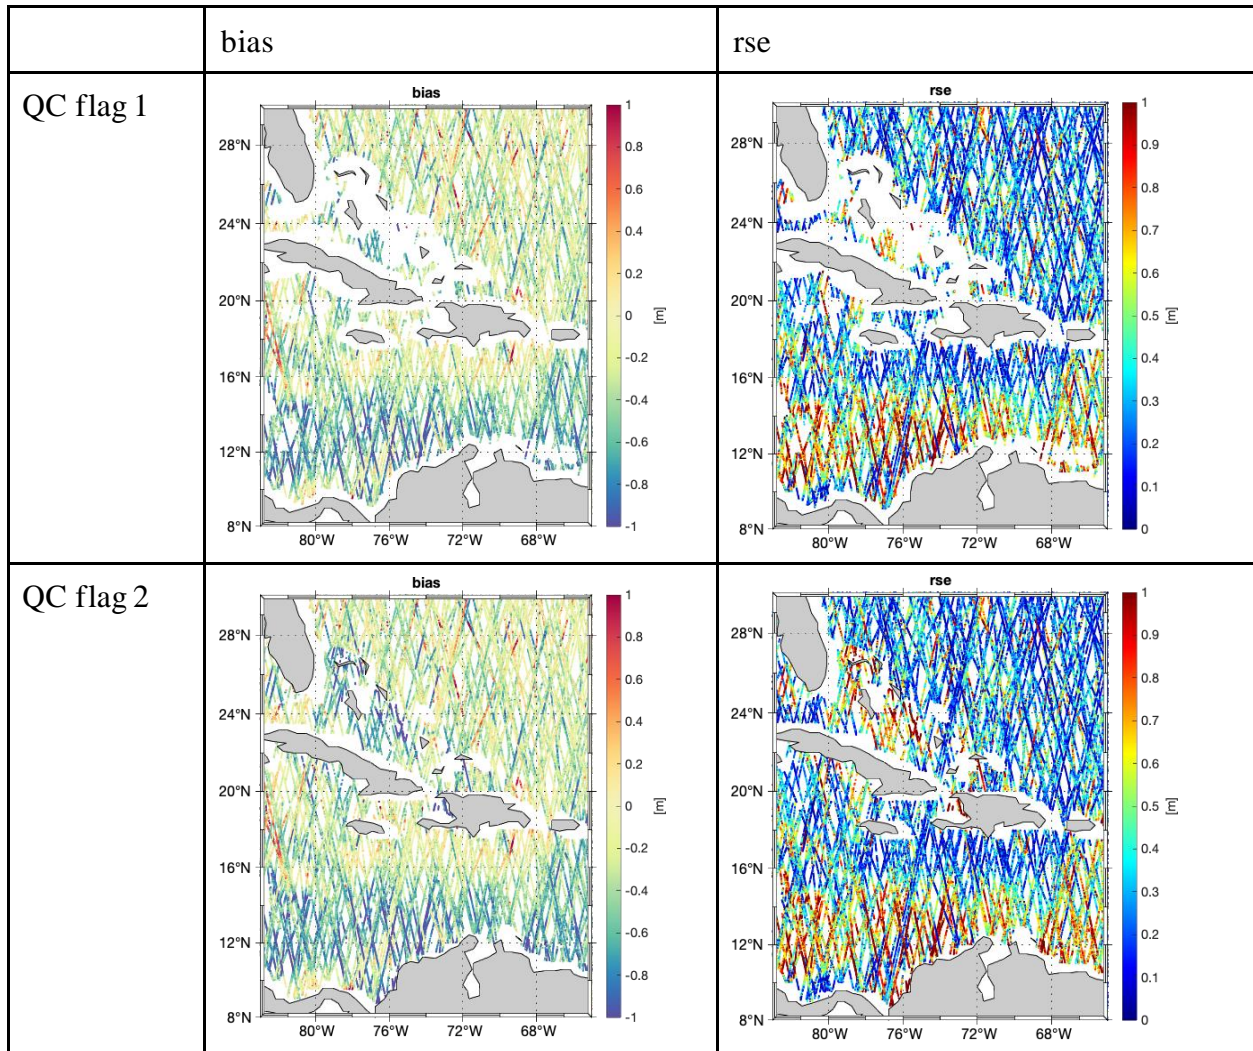 bias
rse
QC flag 1
bias
1
0.8
0.6
0.4
0.2
0
-0.2
-0.4
-0.6
-0.8
-1
[m]
28°N
24°N
20°N
16°N
12°N
8°N
80°W
76°W
72°W
68°W
rse
1
0.9
0.8
0.7
0.6
0.5
0.4
0.3
0.2
0.1
0
[m]
28°N
24°N
20°N
16°N
12°N
8°N
80°W
76°W
72°W
68°W
QC flag 2
bias
1
0.8
0.6
0.4
0.2
0
-0.2
-0.4
-0.6
-0.8
-1
[m]
28°N
24°N
20°N
16°N
12°N
8°N
80°W
76°W
72°W
68°W
rse
1
0.9
0.8
0.7
0.6
0.5
0.4
0.3
0.2
0.1
0
[m]
28°N
24°N
20°N
16°N
12°N
8°N
80°W
76°W
72°W
68°W